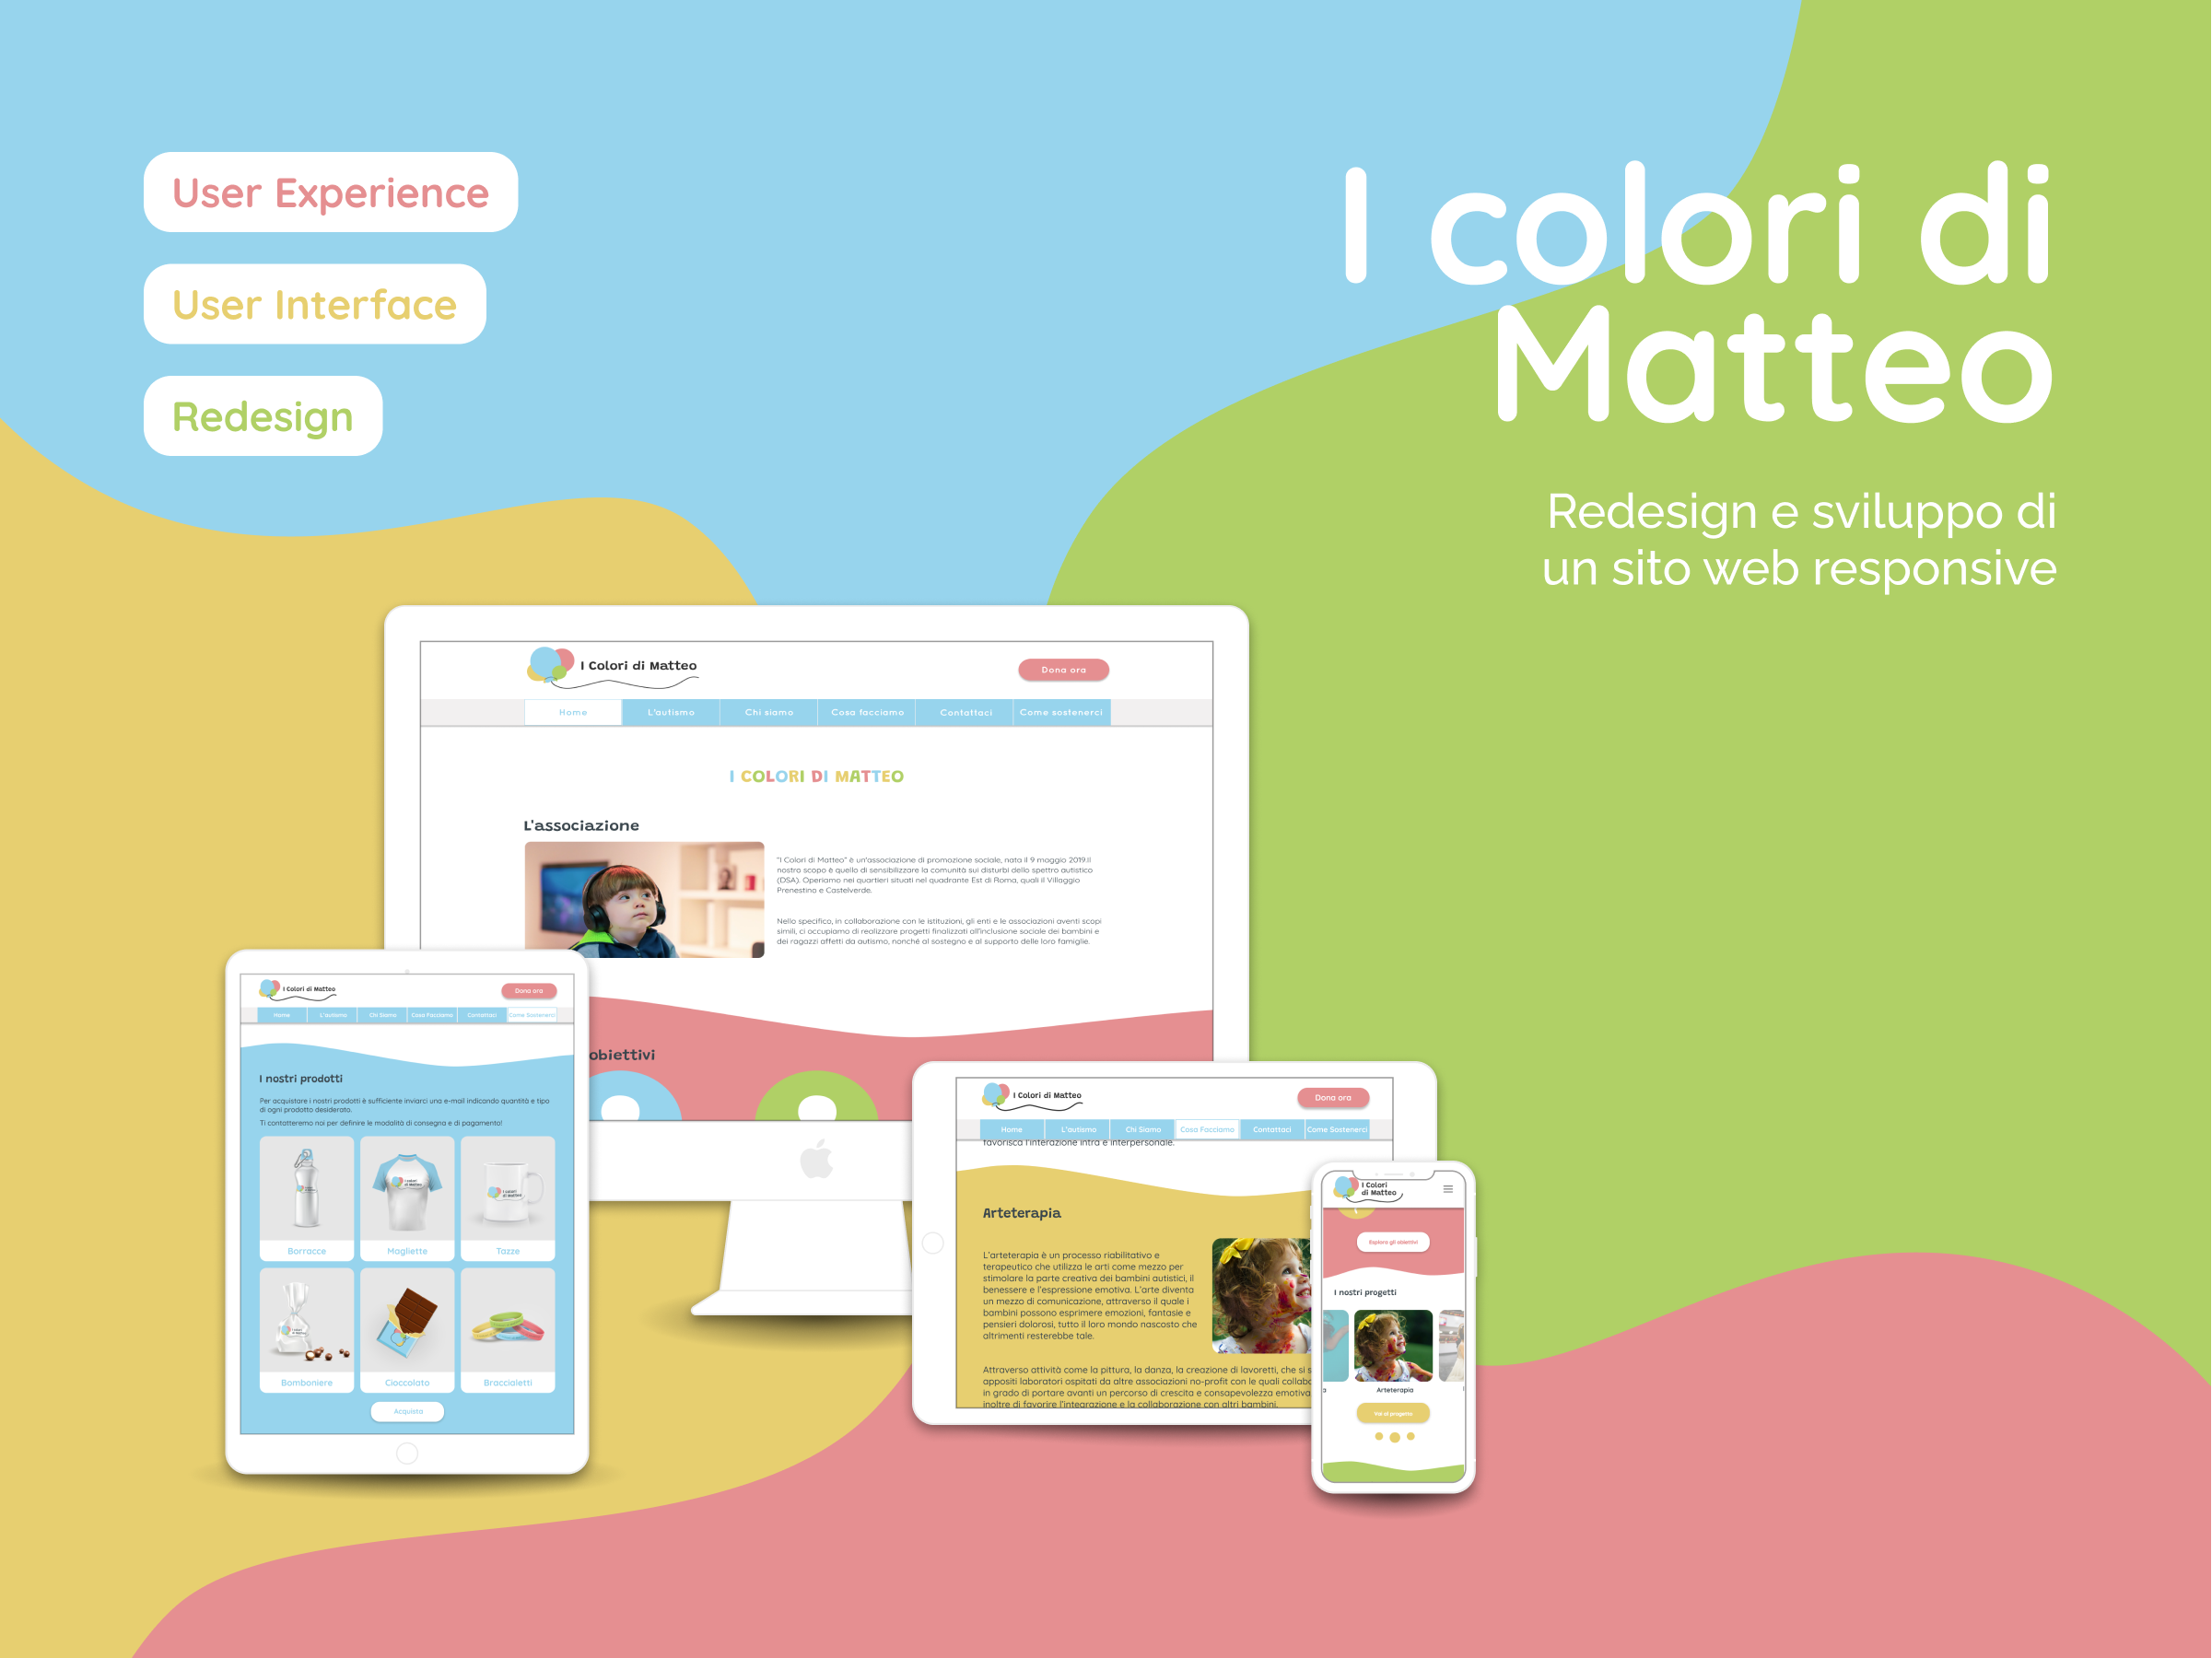 User Experience
User Interface
Redesign
I colori di
Matteo
Redesign e sviluppo di
un sito web responsive
I Colori di Matteo
Dona ora
Home
L'autismo
Chi siamo
Cosa facciamo
Contattaci
Come sostenerci
I COLORI DI MATTEO
L'associazione
"I Colori di Matteo" è un'associazione di promozione sociale, nata il 9 maggio 2019.Il
nostro scopo è quello di sensibilizzare la comunità sui disturbi dello spettro autistico
(DSA). Operiamo nei quartieri situati nel quadrante Est di Roma, quali il Villaggio
Prenestino e Castelverde.
Nello specifico, in collaborazione con le istituzioni, gli enti e le associazioni aventi scopi
simili, ci occupiamo di realizzare progetti finalizzati all'inclusione sociale dei bambini e
dei ragazzi affetti da autismo, nonché al sostegno e al supporto delle loro famiglie.
obiettivi
I Colori di Matteo
Dona ora
Home
L'autismo
Chi Siamo
Cosa Facciamo
Contattaci
Come Sostenerci
I nostri prodotti
Per acquistare i nostri prodotti è sufficiente inviarci una e-mail indicando quantità e tipo
di ogni prodotto desiderato.
Ti contatteremo noi per definire le modalità di consegna e di pagamento!
Borracce
Magliette
Tazze
Bomboniere
Cioccolato
Braccialetti
Acquista
I Colori di Matteo
Dona ora
Home
L'autismo
Chi Siamo
Cosa Facciamo
Contattaci
Come Sostenerci
favorisca l'interazione intra e interpersonale.
Arteterapia
L'arteterapia è un processo riabilitativo e
terapeutico che utilizza le arti come mezzo per
stimolare la parte creativa dei bambini autistici, il
benessere e l'espressione emotiva. L'arte diventa
un mezzo di comunicazione, attraverso il quale i
bambini possono esprimere emozioni, fantasie e
pensieri dolorosi, tutto il loro mondo nascosto che
altrimenti resterebbe tale.
Attraverso attività come la pittura, la danza, la creazione di lavoretti, che si s
appositi laboratori ospitati da altre associazioni no-profit con le quali collabo
in grado di portare avanti un percorso di crescita e consapevolezza emotiva
inoltre di favorire l'integrazione e la collaborazione con altri bambini.
I Colori
di Matteo
Esplora gli obiettivi
I nostri progetti
Arteterapia
Vai al progetto